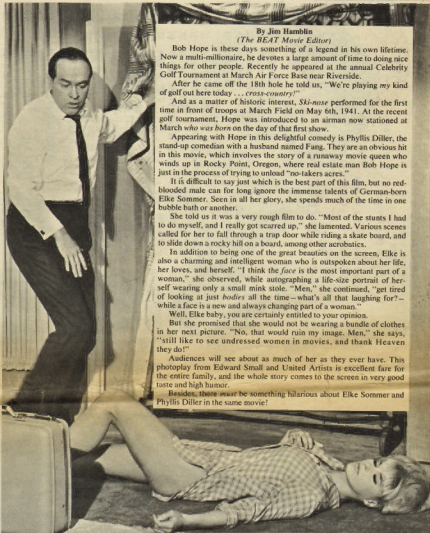 By Jim Hamblin
(The BEAT Movie Editor)
Bob Hope is these days something of a legend in his own lifetime.
Now a multi-millionaire, he devotes a large amount of time to doing nice
things for other people. Recently he appeared at the annual Celebrity
Golf Tournament at March Air Force Base near Riverside.
After he came off the 18th hole he told us, "We're playing my kind
of golf out here today . . . cross-country!"
And as a matter of historic interest, Ski-nose performed for the first
time in front of troops at March Field on May 6th, 1941. At the recent
golf tournament, Hope was introduced to an airman now stationed at
March who was born on the day of that first show.
Appearing with Hope in this delightful comedy is Phyllis Diller, the
stand-up comedian with a husband named Fang. They are an obvious hit
in this movie, which involves the story of a runaway movie queen who
winds up in Rocky Point, Oregon, where real estate man Bob Hope is
just in the process of trying to unload "no-takers acres."
It is difficult to say just which is the best part of this film, but no red-
blooded male can for long ignore the immense talents of German-born
Elke Sommer. Seen in all her glory, she spends much of the time in one
bubble bath or another.
She told us it was a very rough film to do. "Most of the stunts I had
to do myself, and I really got scarred up," she lamented. Various scenes
called for her to fall through a trap door while riding a skate board, and
to slide down a rocky hill on a board, among other acrobatics.
In addition to being one of the great beauties on the screen, Elke is
also a charming and intelligent woman who is outspoken about her life,
her loves, and herself. "I think the face is the most important part of a
woman," she observed, while autographing a life-size portrait of her-
self wearing only a small mink stole. "Men," she continued, "get tired
of looking at just bodies all the time—what's all that laughing for?—
while a face is a new and always changing part of a woman."
Well, Elke baby, you are certainly entitled to your opinion.
But she promised that she would not be wearing a bundle of clothes
in her next picture. "No, that would ruin my image. Men," she says,
"still like to see undressed women in movies, and thank Heaven
they do!"
Audiences will see about as much of her as they ever have. This
photoplay from Edward Small and United Artists is excellent fare for
the entire family, and the whole story comes to the screen in very good
taste and high humor.
Besides, there must be something hilarious about Elke Sommer and
Phyllis Diller in the same movie!